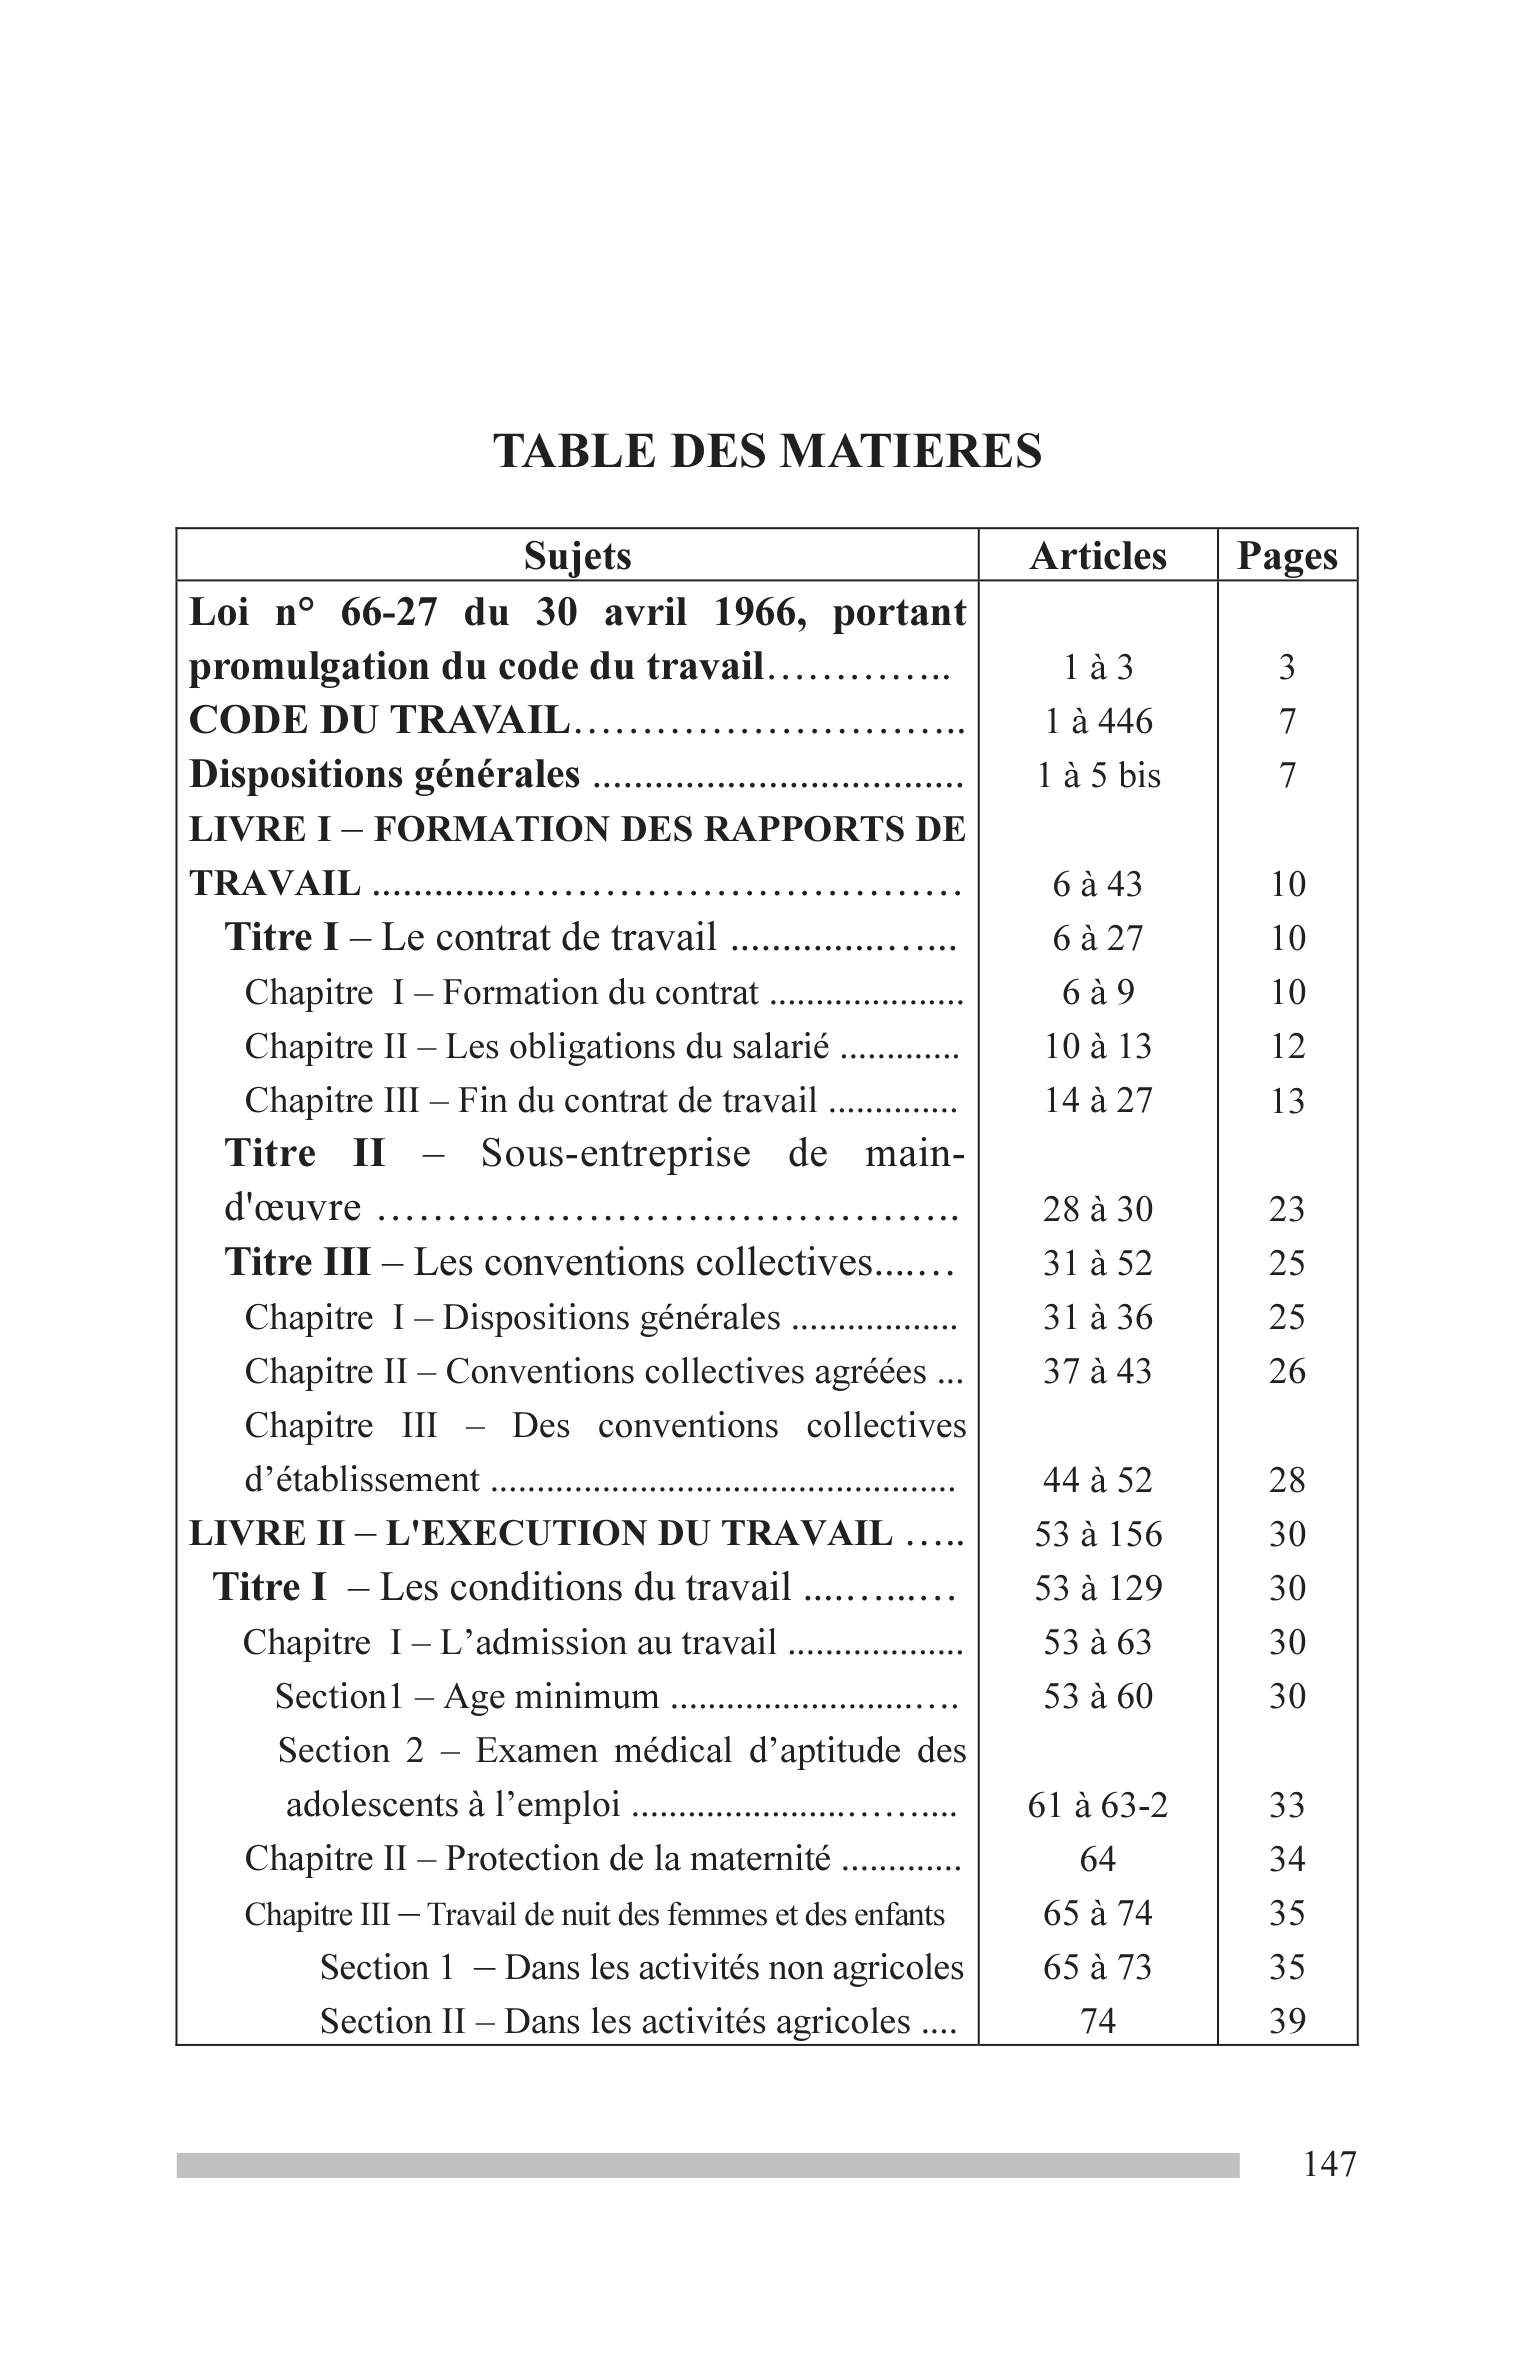 TABLE DES MATIERES
Sujets Articles Pages
Loi n° 66-27 du 30 avril 1966, portant
promulgation du code du travail………….. 1 à 3 3
CODE DU TRAVAIL……………………….. 1 à 446 7
Dispositions générales .................................... 1 à 5 bis 7
LIVRE I – FORMATION DES RAPPORTS DE
TRAVAIL .............…………………………… 6 à 43 10
Titre I – Le contrat de travail ...............…... 6 à 27 10
Chapitre I – Formation du contrat ..................... 6 à 9 10
Chapitre II – Les obligations du salarié ............. 10 à 13 12
Chapitre III – Fin du contrat de travail .............. 14 à 27 13
Titre II – Sous-entreprise de main-
d'œuvre …………………………………….. 28 à 30 23
Titre III – Les conventions collectives....… 31 à 52 25
Chapitre I – Dispositions générales .................. 31 à 36 25
Chapitre II – Conventions collectives agréées ... 37 à 43 26
Chapitre III – Des conventions collectives
d’établissement .................................................. 44 à 52 28
LIVRE II – L'EXECUTION DU TRAVAIL ….. 53 à 156 30
Titre I – Les conditions du travail ....…...… 53 à 129 30
Chapitre I – L’admission au travail ................... 53 à 63 30
Section1 – Age minimum ..........................…. 53 à 60 30
Section 2 – Examen médical d’aptitude des
adolescents à l’emploi .......................……... 61 à 63-2 33
Chapitre II – Protection de la maternité ............. 64 34
Chapitre III – Travail de nuit des femmes et des enfants 65 à 74 35
Section 1 – Dans les activités non agricoles 65 à 73 35
Section II – Dans les activités agricoles .... 74 39
147